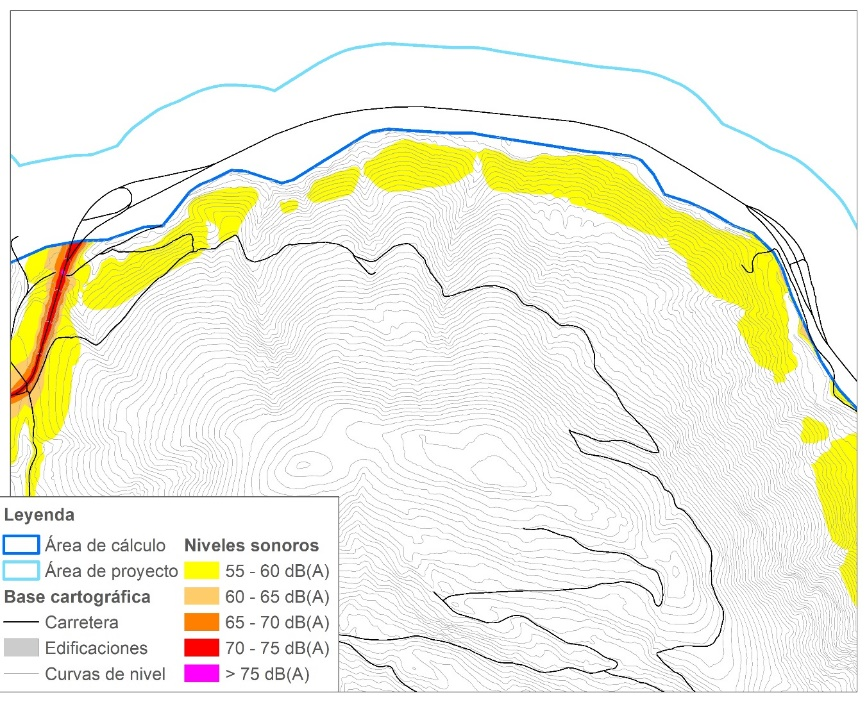 Leyenda
Área de cálculo
Área de proyecto
Base cartográfica
Carretera
Edificaciones
Curvas de nivel
Niveles sonoros
55 - 60 dB(A)
60 - 65 dB(A)
65 - 70 dB(A)
70 - 75 dB(A)
> 75 dB(A)